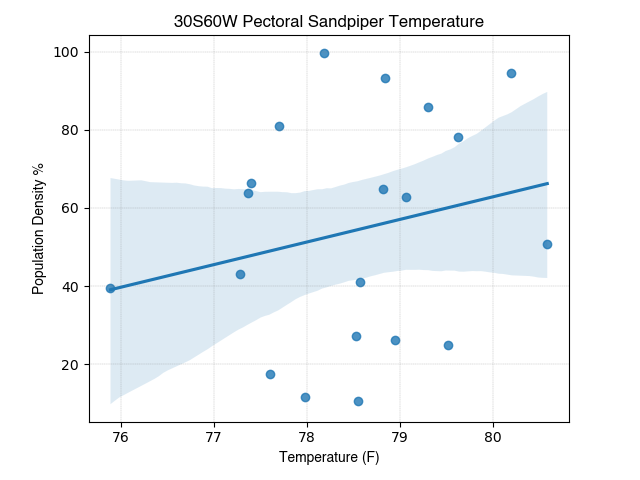 30S60W Pectoral Sandpiper Temperature
100
80
60
40
20
Population Density %
76 77 78 79 80
Temperature (F)